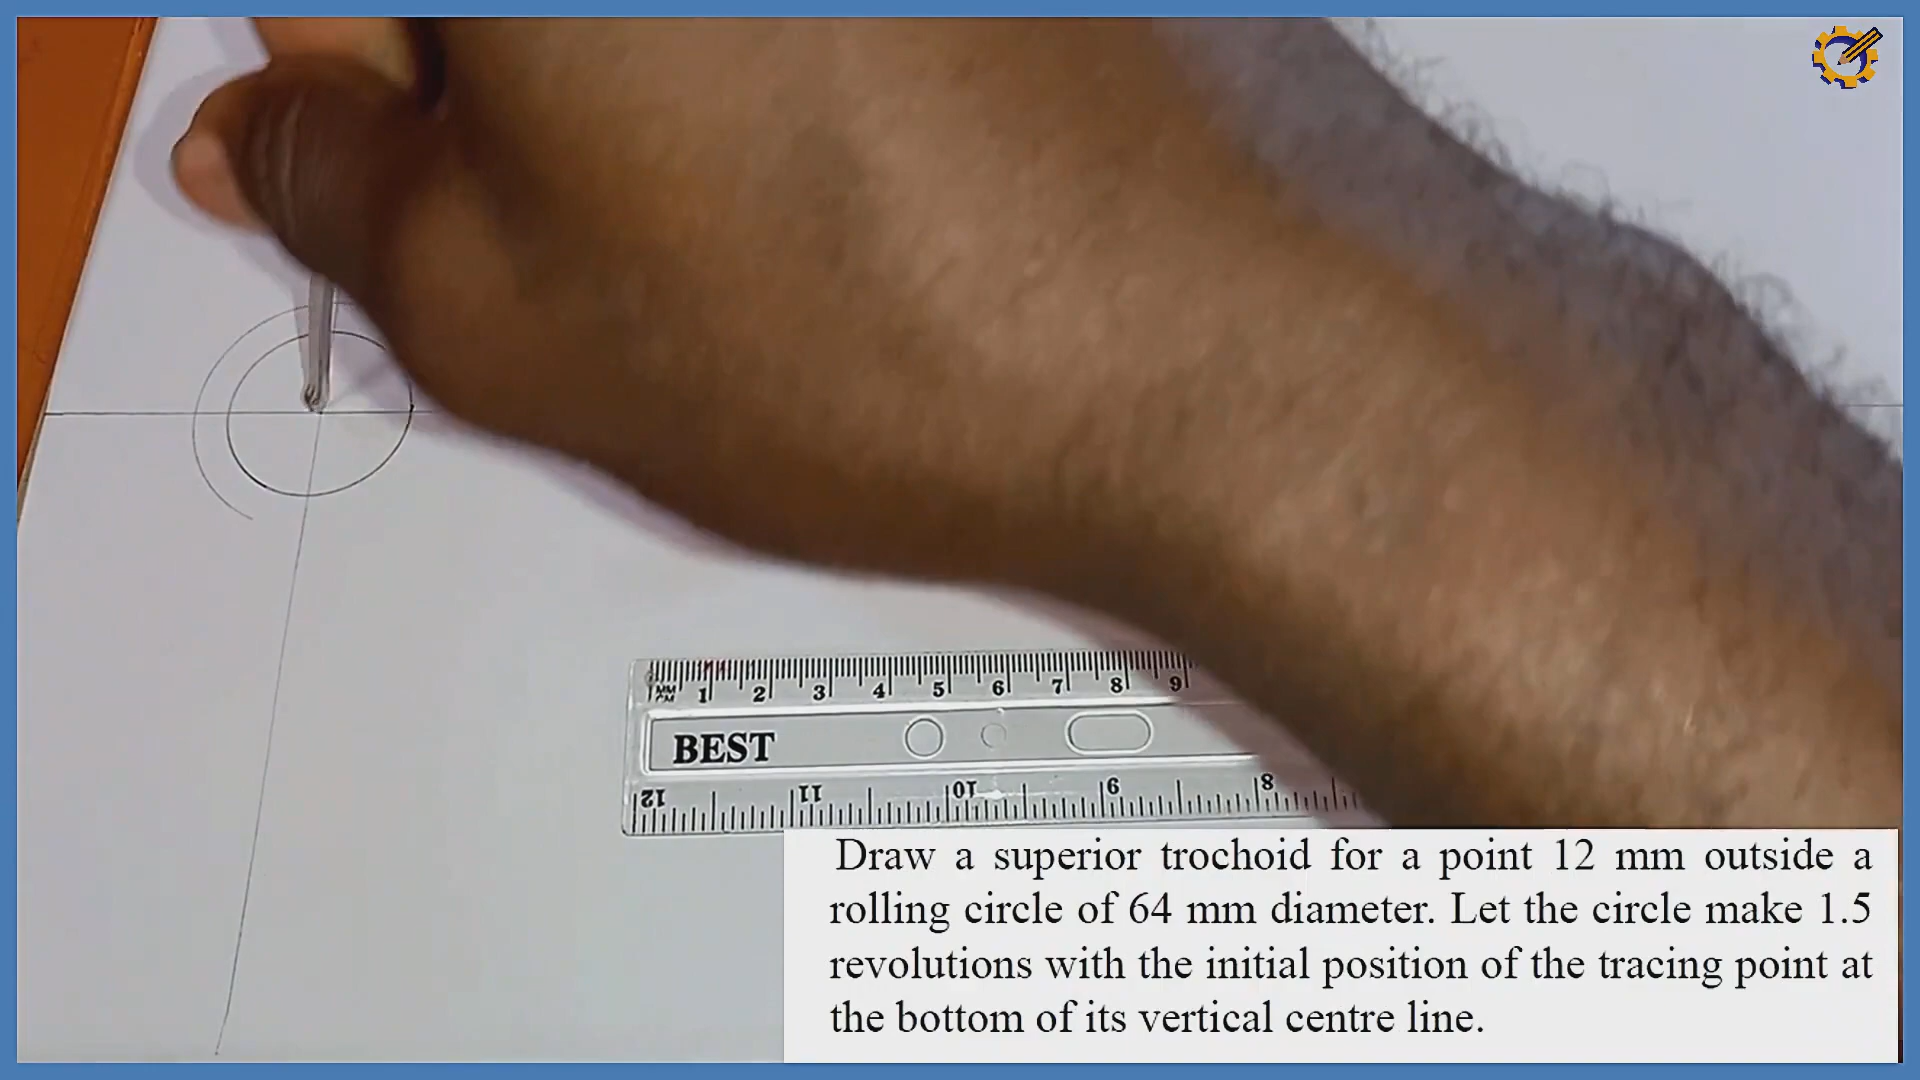 MM 1 2 3 4 5 6 7 8 9
CM
BEST
12 11 10 9 8
Draw a superior trochoid for a point 12 mm outside a
rolling circle of 64 mm diameter. Let the circle make 1.5
revolutions with the initial position of the tracing point at
the bottom of its vertical centre line.